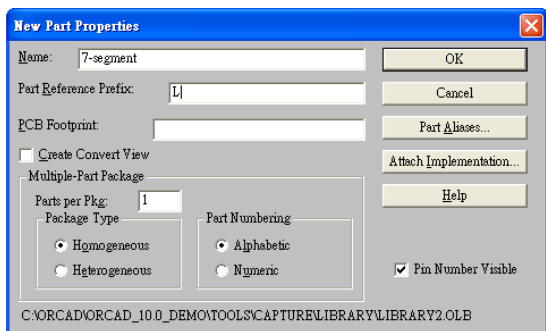 New Part Properties
Name: 7-segment
OK
Part Reference Prefix: L
Cancel
PCB Footprint:
Part Aliases...
Create Convert View
Attach Implementation...
Multiple-Part Package
Parts per Pkg: 1
Help
Package Type
Part Numbering
Homogeneous
Alphabetic
Heterogeneous
Numeric
Pin Number Visible
C:\ORCAD\ORCAD_10.0_DEMO\TOOLS\CAPTURE\LIBRARY\LIBRARY2.OLB